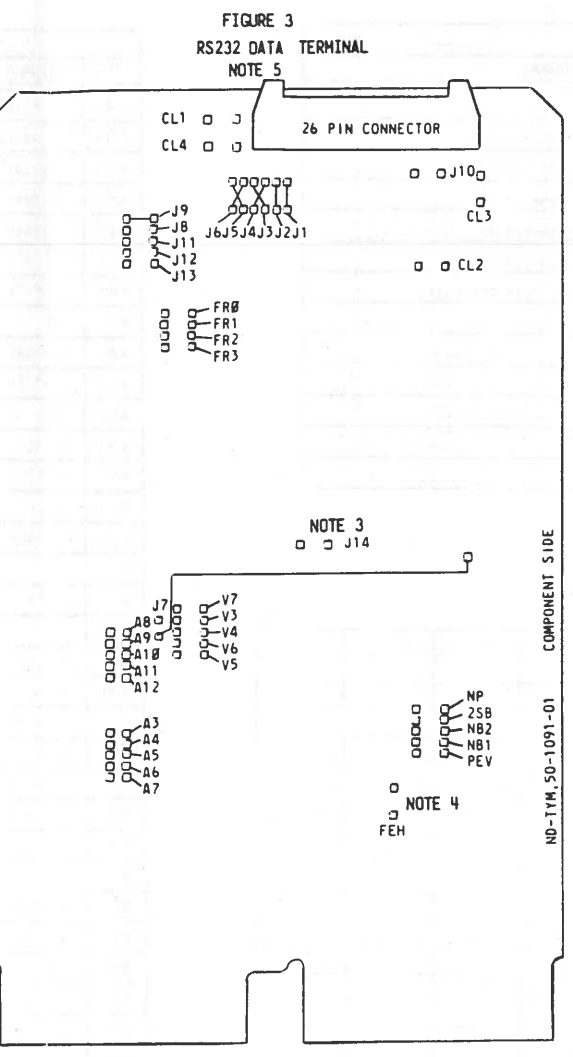 FIGURE 3
RS232 DATA TERMINAL
NOTE 5
26 PIN CONNECTOR
CL1
CL4
J10
CL3
J6J5J4J3J2J1
J9
J8
J11
J12
J13
CL2
FRØ
FR1
FR2
FR3
NOTE 3
J14
COMPONENT SIDE
ND-TYM,50-1091-01
J7
V7
V3
V4
V6
V5
A8
A9
A1Ø
A11
A12
A3
A4
A5
A6
A7
NP
2SB
NB2
NB1
PEV
NOTE 4
FEH